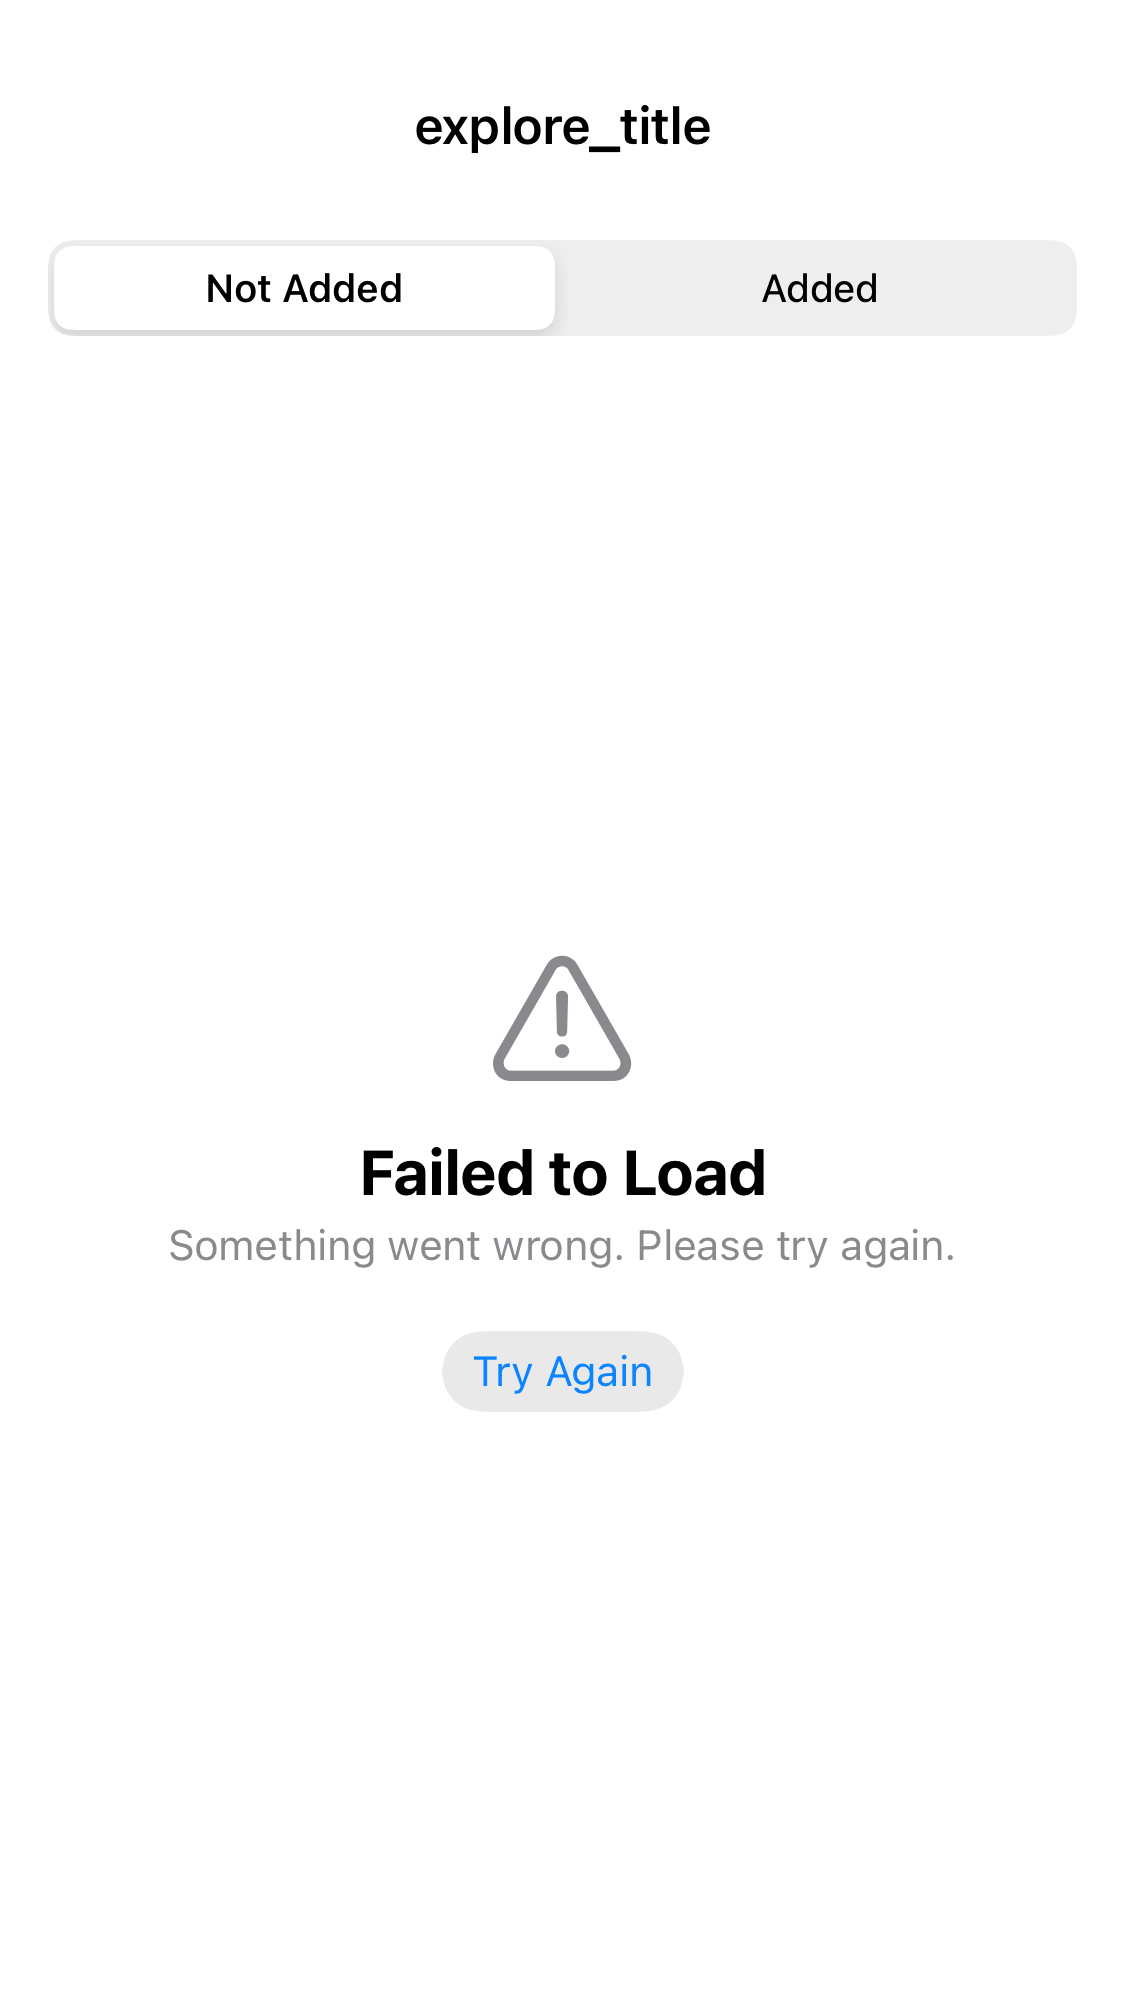 explore_title
Not Added
Added
Failed to Load
Something went wrong. Please try again.
Try Again